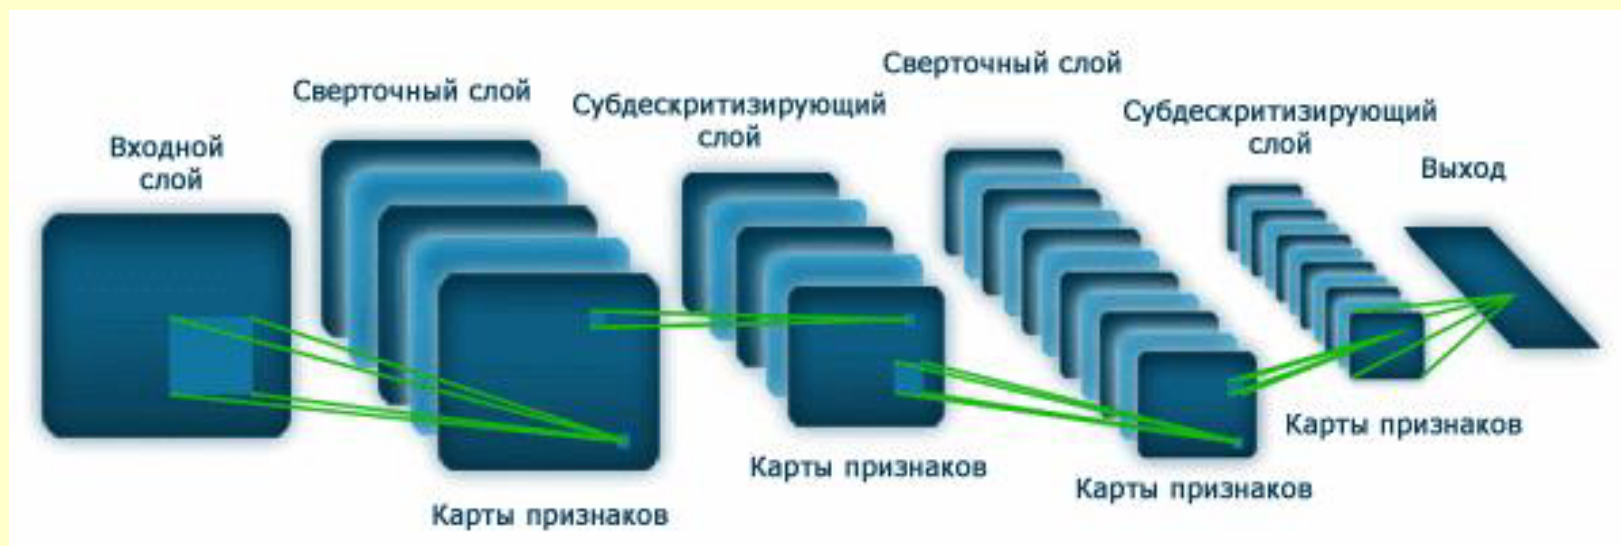 Входной
слой
Сверточный слой
Субдескритизирующий
слой
Сверточный слой
Субдескритизирующий
слой
Выход
Карты признаков
Карты признаков
Карты признаков
Карты признаков